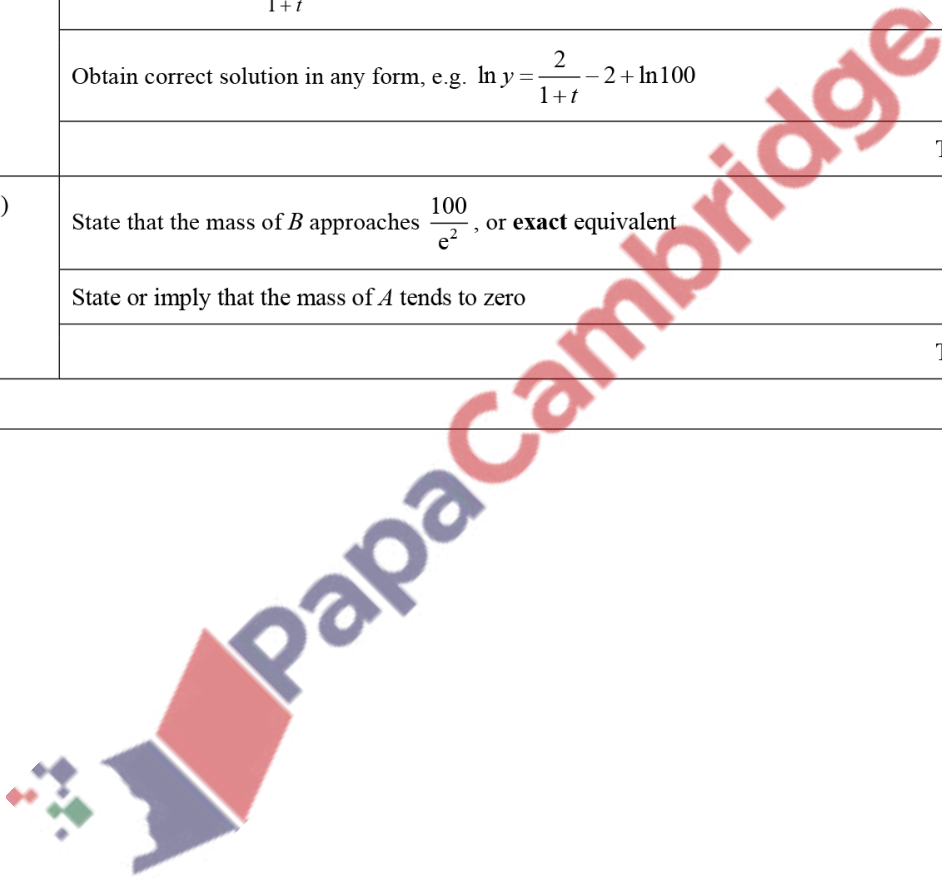 1 + t
Obtain correct solution in any form, e.g. ln y = 2/(1 + t) − 2 + ln100
T
)
State that the mass of B approaches 100/e², or exact equivalent
State or imply that the mass of A tends to zero
T
PapaCambridge